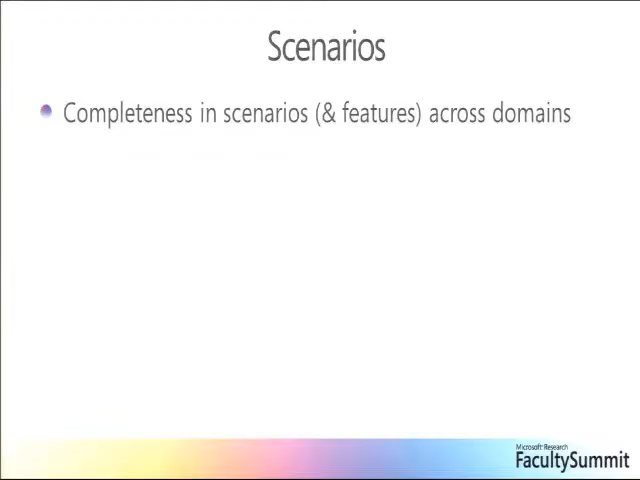 Scenarios
Completeness in scenarios (& features) across domains
Microsoft Research
FacultySummit